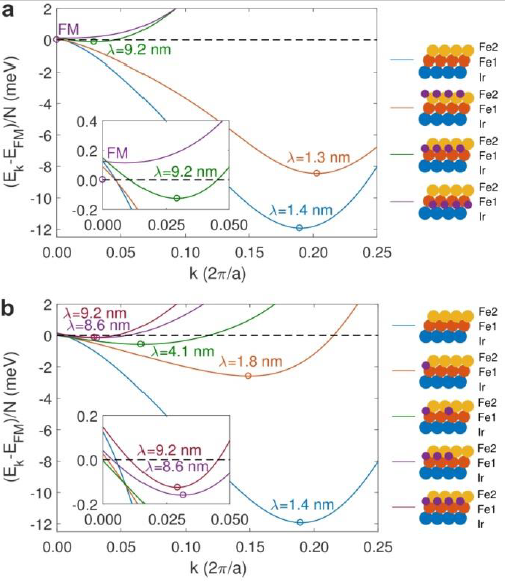 a
2
0
-2
-4
-6
-8
-10
-12
(E_k-E_FM)/N (meV)
FM
λ=9.2 nm
λ=1.3 nm
λ=1.4 nm
0.4
0.2
0
-0.2
FM
λ=9.2 nm
0.000
0.025
0.050
0.00
0.05
0.10
0.15
0.20
0.25
k (2π/a)
Fe2
Fe1
Ir
Fe2
Fe1
Ir
Fe2
Fe1
Ir
Fe2
Fe1
Ir
b
2
0
-2
-4
-6
-8
-10
-12
(E_k-E_FM)/N (meV)
λ=9.2 nm
λ=8.6 nm
λ=4.1 nm
λ=1.8 nm
λ=1.4 nm
0.2
0.0
-0.2
λ=9.2 nm
λ=8.6 nm
0.000
0.025
0.050
0.00
0.05
0.10
0.15
0.20
0.25
k (2π/a)
Fe2
Fe1
Ir
Fe2
Fe1
Ir
Fe2
Fe1
Ir
Fe2
Fe1
Ir
Fe2
Fe1
Ir